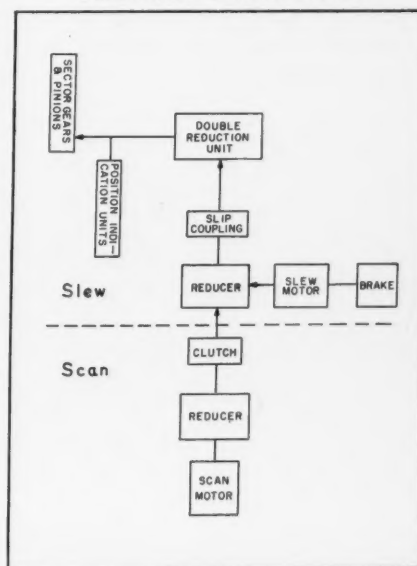 SECTOR GEARS
& PINIONS
POSITION INDI-
CATION UNITS
DOUBLE
REDUCTION
UNIT
SLIP
COUPLING
Slew
REDUCER
SLEW
MOTOR
BRAKE
CLUTCH
Scan
REDUCER
SCAN
MOTOR